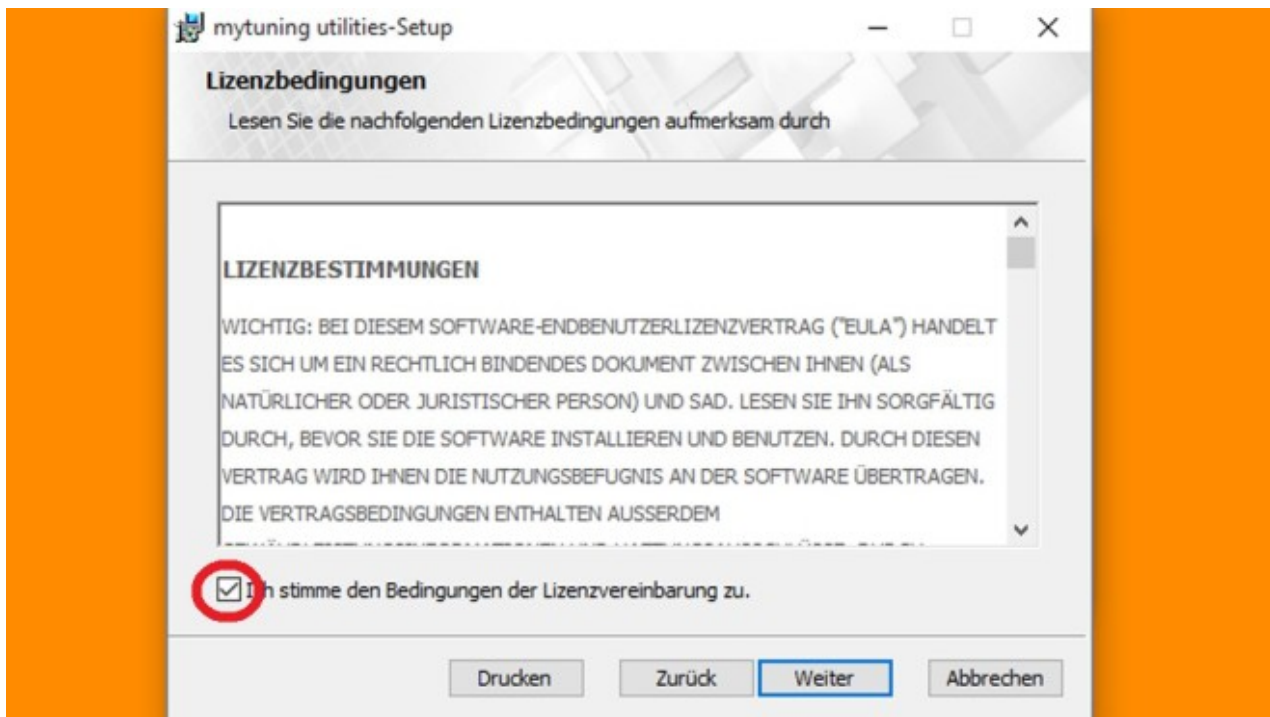 mytuning utilities-Setup
Lizenzbedingungen
Lesen Sie die nachfolgenden Lizenzbedingungen aufmerksam durch
LIZENZBESTIMMUNGEN
WICHTIG: BEI DIESEM SOFTWARE-ENDBENUTZERLIZENZVERTRAG ("EULA") HANDELT
ES SICH UM EIN RECHTLICH BINDENDES DOKUMENT ZWISCHEN IHNEN (ALS
NATÜRLICHER ODER JURISTISCHER PERSON) UND SAD. LESEN SIE IHN SORGFÄLTIG
DURCH, BEVOR SIE DIE SOFTWARE INSTALLIEREN UND BENUTZEN. DURCH DIESEN
VERTRAG WIRD IHNEN DIE NUTZUNGSBEFUGNIS AN DER SOFTWARE ÜBERTRAGEN.
DIE VERTRAGSBEDINGUNGEN ENTHALTEN AUSSERDEM
Ich stimme den Bedingungen der Lizenzvereinbarung zu.
Drucken Zurück Weiter Abbrechen